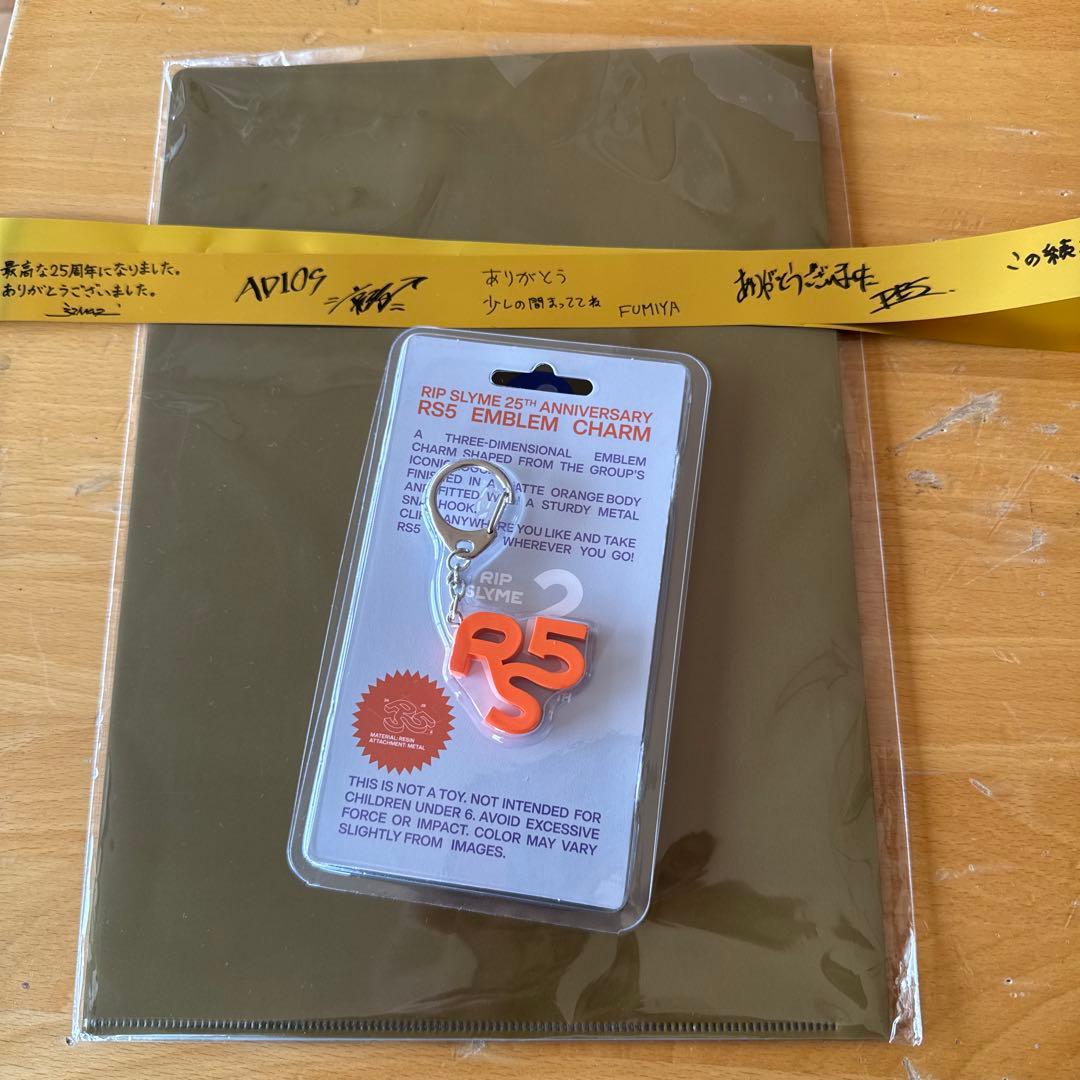 最高な25周年になりました。
ありがとうございました。
ADIOS
ありがとう
少しの間まっててね
FUMIYA
ありがとうございました
PES
この続
RIP SLYME 25TH ANNIVERSARY
RS5 EMBLEM CHARM
A THREE-DIMENSIONAL EMBLEM
CHARM SHAPED FROM THE GROUP'S
ICONIC
FINISHED IN A MATTE ORANGE BODY
AND FITTED WITH A STURDY METAL
SNAP HOOK.
CLIP ANYWHERE YOU LIKE AND TAKE
RS5 WHEREVER YOU GO!
RIP
SLYME
2
R5
S
MATERIAL: RESIN
ATTACHMENT: METAL
THIS IS NOT A TOY. NOT INTENDED FOR
CHILDREN UNDER 6. AVOID EXCESSIVE
FORCE OR IMPACT. COLOR MAY VARY
SLIGHTLY FROM IMAGES.